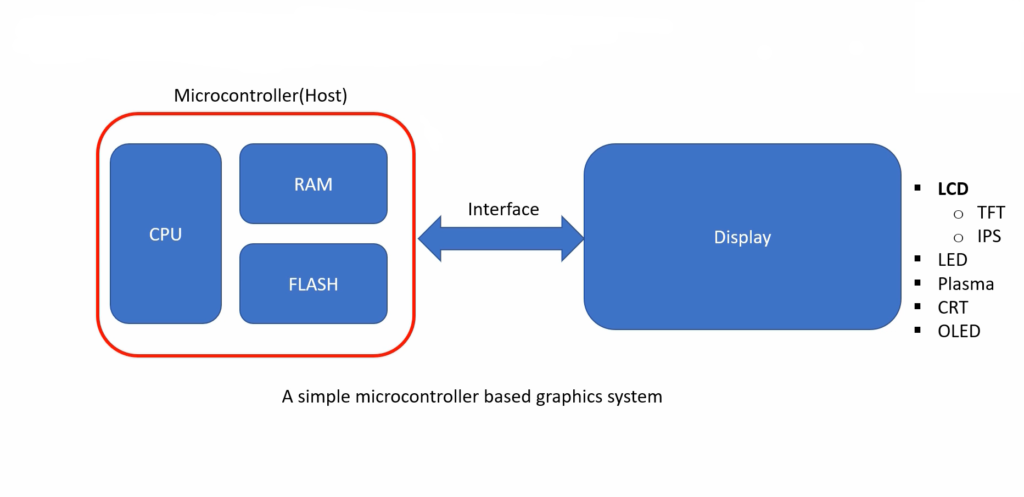 Microcontroller(Host)
CPU
RAM
FLASH
Interface
Display
▪ LCD
o TFT
o IPS
▪ LED
▪ Plasma
▪ CRT
▪ OLED
A simple microcontroller based graphics system